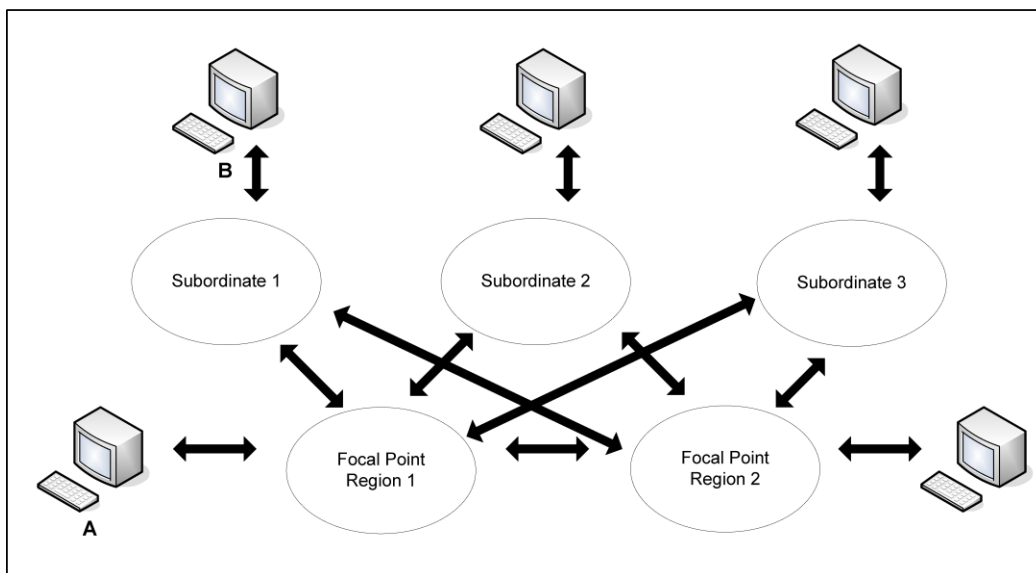 B
Subordinate 1
Subordinate 2
Subordinate 3
Focal Point
Region 1
Focal Point
Region 2
A